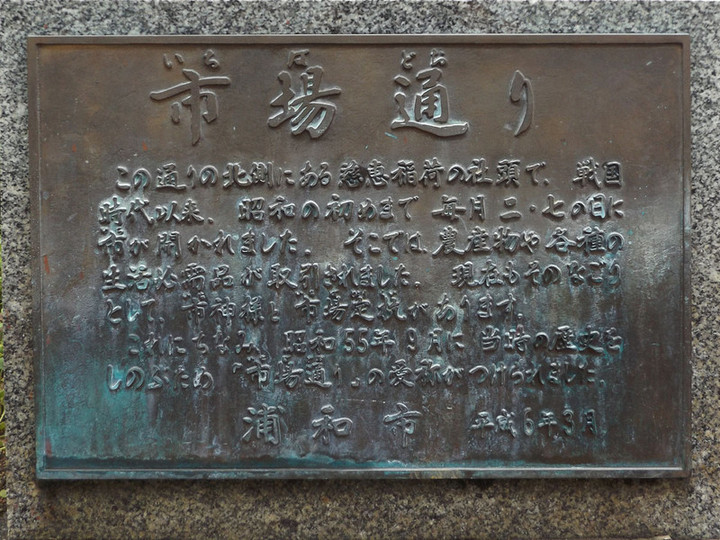 いち ば どお
市場通り
この通りの北側にある慈恵稲荷の社頭で、戦国
時代以来、昭和の初めまで毎月二・七の日に
市が開かれました。そこでは農産物や各種の
生活必需品が取引されました。現在もそのなごり
として、市神様と市場定杭があります。
これにちなみ、昭和55年9月に当時の歴史を
しのぶため「市場通り」の愛称がつけられました。
浦和市 平成6年3月